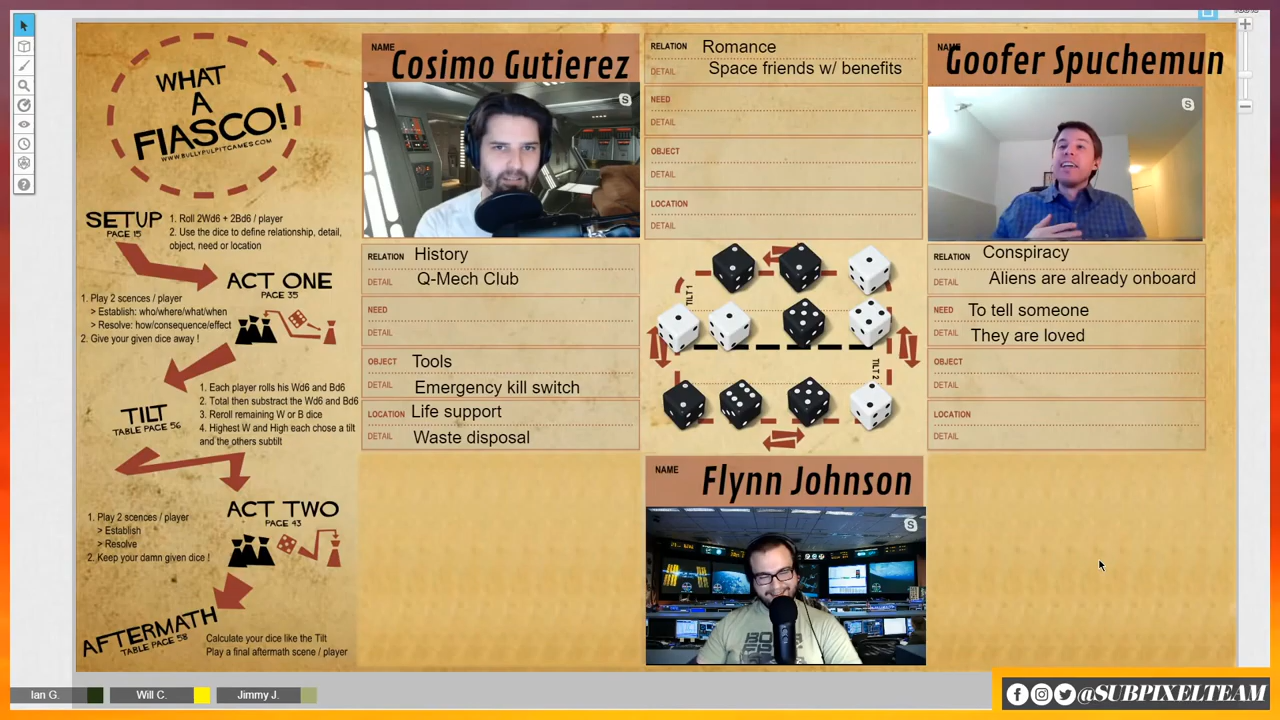 WHAT
A
FIASCO!
WWW.BULLYPULPITGAMES.COM
SETUP
PAGE 15
1. Roll 2Wd6 + 2Bd6 / player
2. Use the dice to define relationship, detail,
object, need or location
ACT ONE
PAGE 35
1. Play 2 scences / player
> Establish: who/where/what/when
> Resolve: how/consequence/effect
2. Give your given dice away !
TILT
TABLE PAGE 56
1. Each player rolls his Wd6 and Bd6
2. Total then substract the Wd6 and Bd6
3. Reroll remaining W or B dice
4. Highest W and High each chose a tilt
and the others subtilt
ACT TWO
PAGE 43
1. Play 2 scences / player
> Establish
> Resolve
2. Keep your damn given dice !
AFTERMATH
TABLE PAGE 58
Calculate your dice like the Tilt
Play a final aftermath scene / player
NAME Cosimo Gutierez
RELATION History
DETAIL Q-Mech Club
NEED
DETAIL
OBJECT Tools
DETAIL Emergency kill switch
LOCATION Life support
DETAIL Waste disposal
RELATION Romance
DETAIL Space friends w/ benefits
NEED
DETAIL
OBJECT
DETAIL
LOCATION
DETAIL
TILT 1
TILT 2
NAME Flynn Johnson
NAME Goofer Spuchemun
RELATION Conspiracy
DETAIL Aliens are already onboard
NEED To tell someone
DETAIL They are loved
OBJECT
DETAIL
LOCATION
DETAIL
Ian G.
Will C.
Jimmy J.
@SUBPIXELTEAM